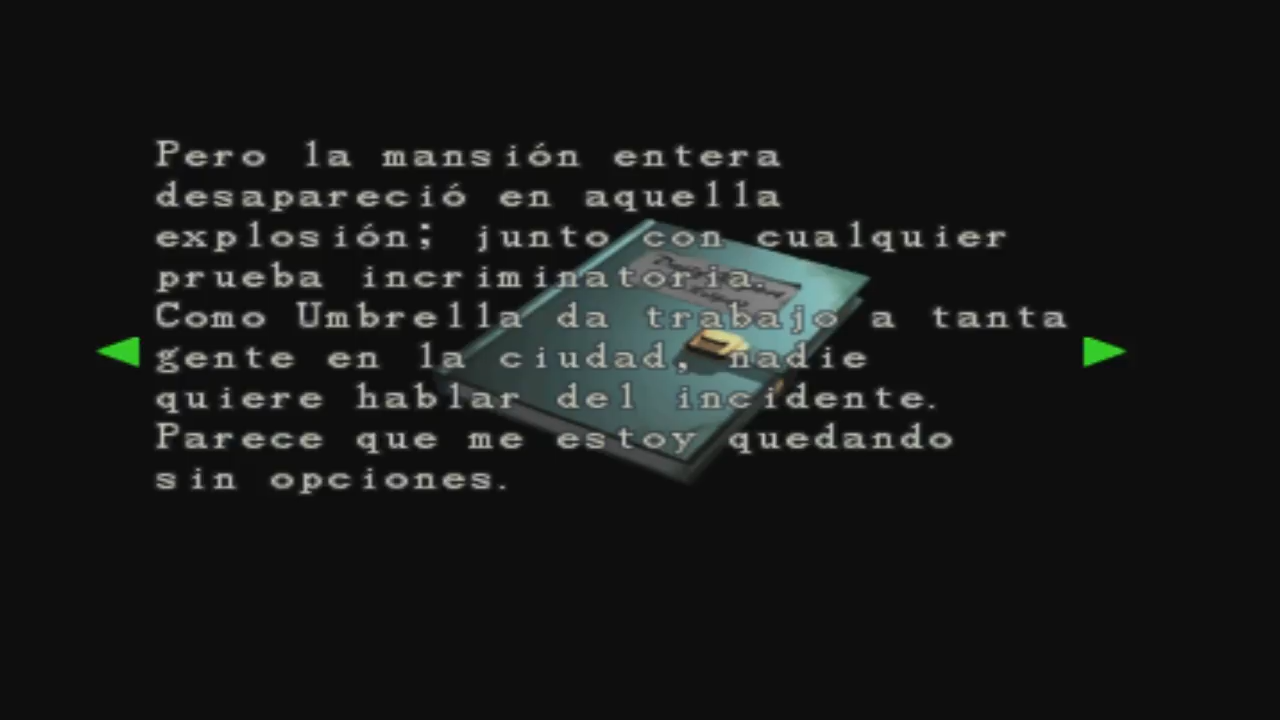 Pero la mansión entera
desapareció en aquella
explosión; junto con cualquier
prueba incriminatoria.
Como Umbrella da trabajo a tanta
gente en la ciudad, nadie
quiere hablar del incidente.
Parece que me estoy quedando
sin opciones.